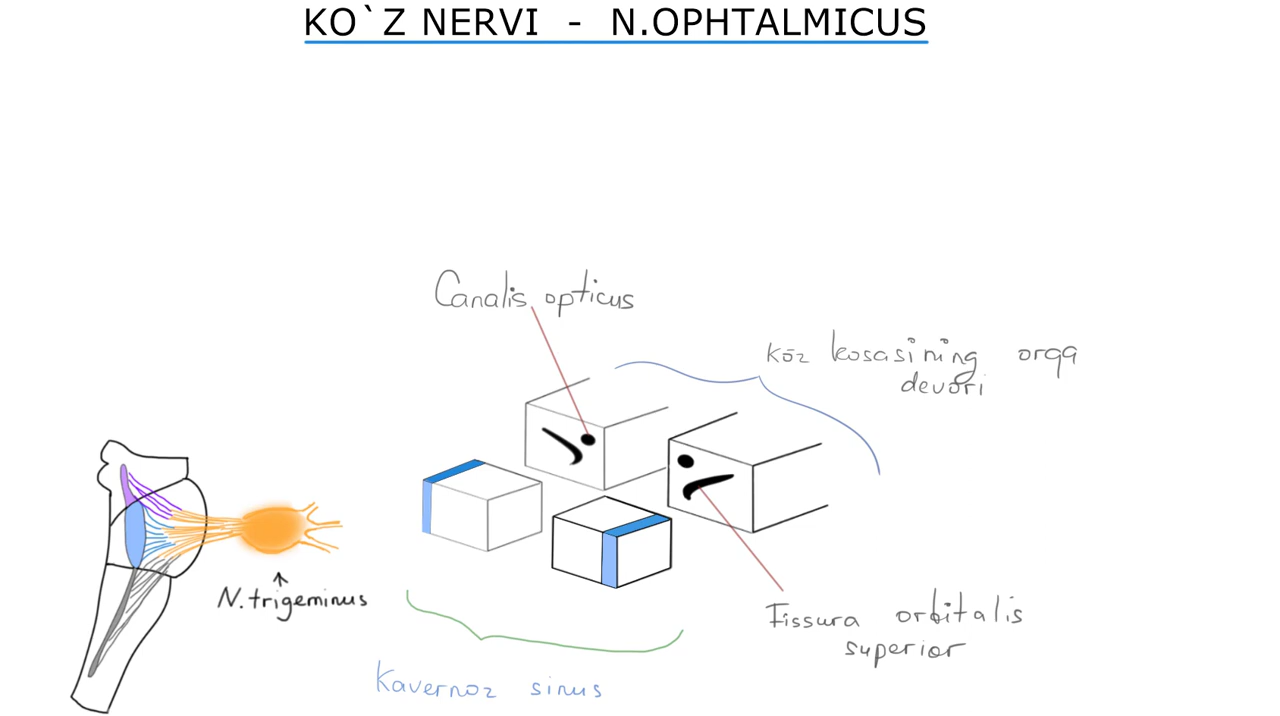 KO`Z NERVI - N.OPHTALMICUS
Canalis opticus
kōz kosasining orqa
devori
N.trigeminus
Fissura orbitalis
superior
Kavernoz sinus